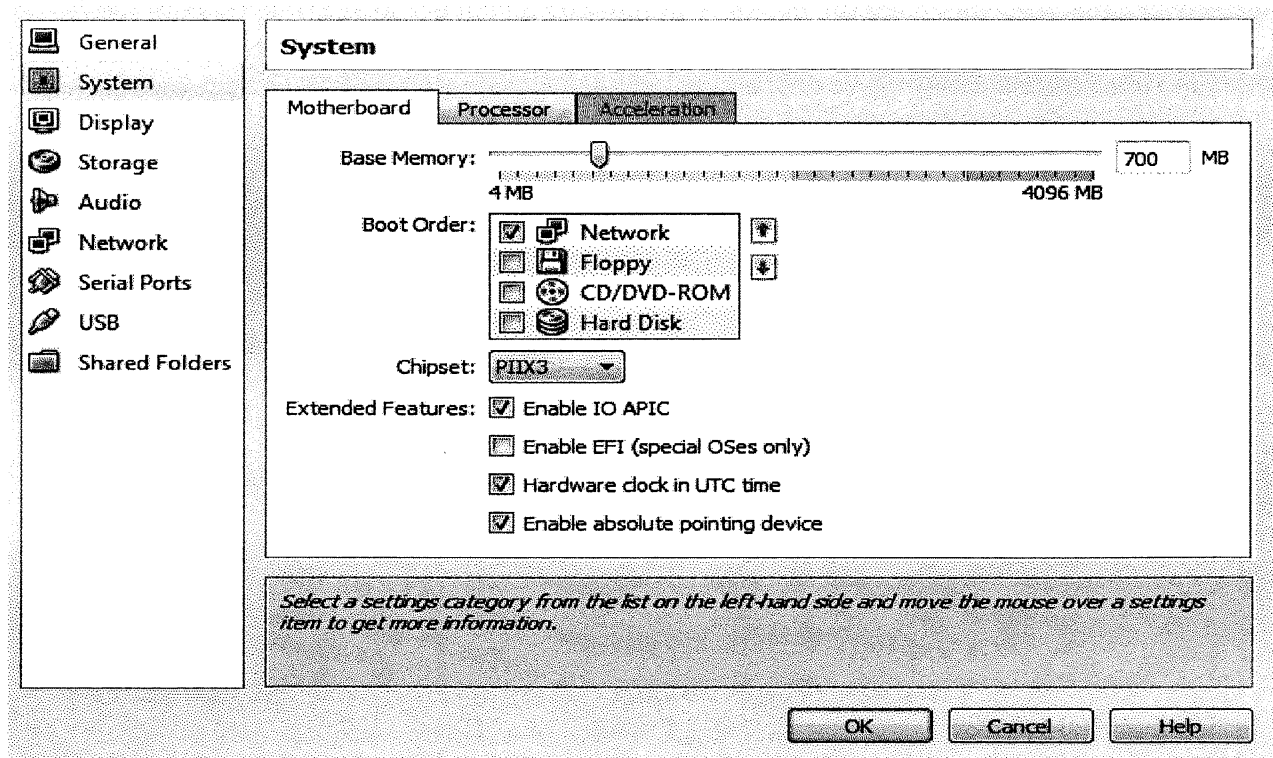 General
System
Display
Storage
Audio
Network
Serial Ports
USB
Shared Folders
System
Motherboard Processor Acceleration
Base Memory: 700 MB
4 MB 4096 MB
Boot Order: Network
Floppy
CD/DVD-ROM
Hard Disk
Chipset: PIIX3
Extended Features: Enable IO APIC
Enable EFI (special OSes only)
Hardware clock in UTC time
Enable absolute pointing device
Select a settings category from the list on the left-hand side and move the mouse over a settings
item to get more information.
OK Cancel Help